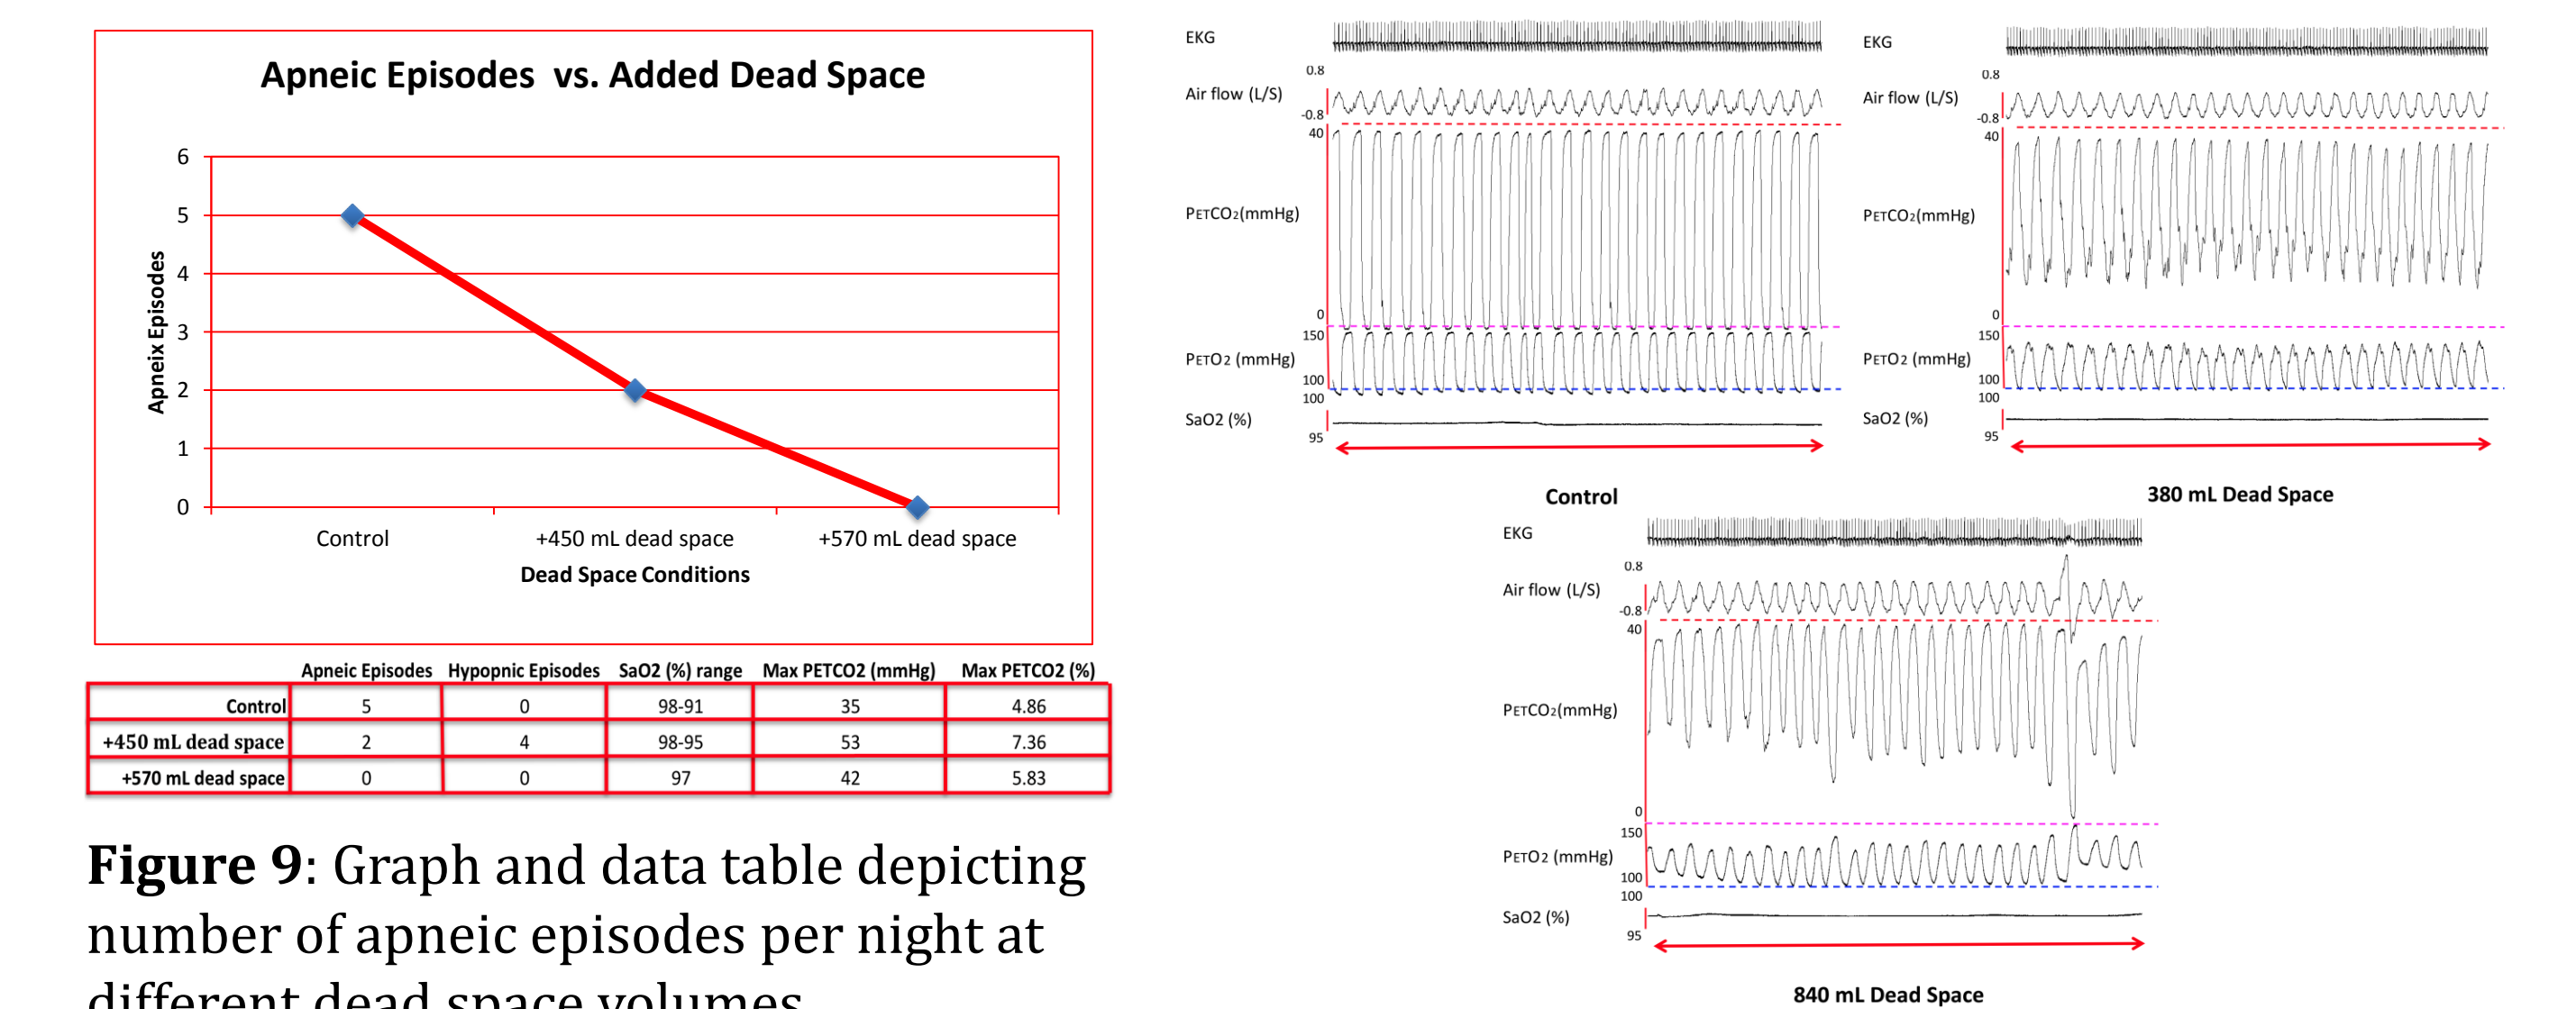 Apneic Episodes  vs. Added Dead Space
6
5
4
3
2
1
0
Apneix Episodes
Control
+450 mL dead space
+570 mL dead space
Dead Space Conditions
Apneic Episodes Hypopnic Episodes SaO2 (%) range Max PETCO2 (mmHg) Max PETCO2 (%)
Control 5 0 98-91 35 4.86
+450 mL dead space 2 4 98-95 53 7.36
+570 mL dead space 0 0 97 42 5.83
Figure 9: Graph and data table depicting
number of apneic episodes per night at
different dead space volumes
EKG
0.8
Air flow (L/S)
-0.8
40
PETCO2(mmHg)
0
150
PETO2 (mmHg)
100
100
SaO2 (%)
95
Control
EKG
0.8
Air flow (L/S)
-0.8
40
PETCO2(mmHg)
0
150
PETO2 (mmHg)
100
100
SaO2 (%)
95
380 mL Dead Space
EKG
0.8
Air flow (L/S)
-0.8
40
PETCO2(mmHg)
0
150
PETO2 (mmHg)
100
100
SaO2 (%)
95
840 mL Dead Space